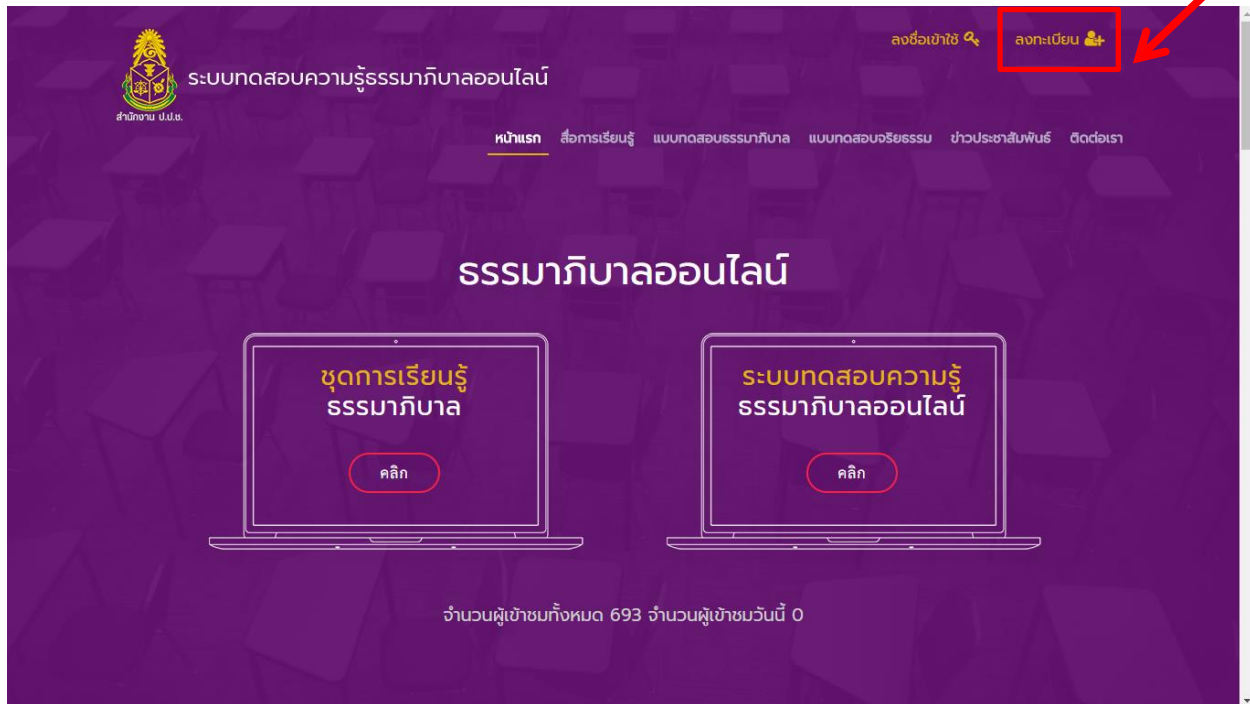 ลงชื่อเข้าใช้ ลงทะเบียน
ระบบทดสอบความรู้ธรรมาภิบาลออนไลน์
สำนักงาน ป.ป.ช.
หน้าแรก สื่อการเรียนรู้ แบบทดสอบธรรมาภิบาล แบบทดสอบจริยธรรม ข่าวประชาสัมพันธ์ ติดต่อเรา
ธรรมาภิบาลออนไลน์
ชุดการเรียนรู้
ธรรมาภิบาล
คลิก
ระบบทดสอบความรู้
ธรรมาภิบาลออนไลน์
คลิก
จำนวนผู้เข้าชมทั้งหมด 693 จำนวนผู้เข้าชมวันนี้ 0